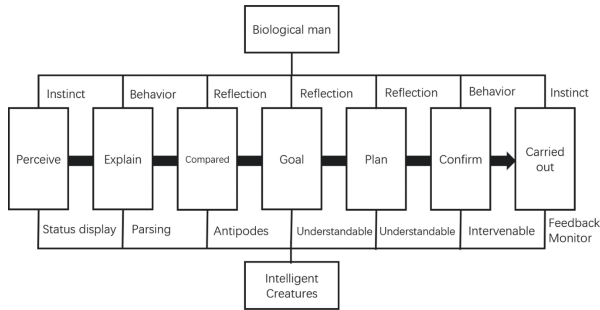 Biological man
Instinct Behavior Reflection Reflection Reflection Behavior Instinct
Perceive Explain Compared Goal Plan Confirm Carried
out
Status display Parsing Antipodes Understandable Understandable Intervenable Feedback
Monitor
Intelligent
Creatures